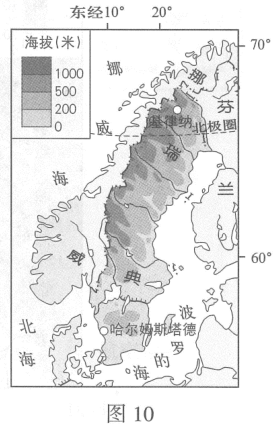 东经10° 20°
海拔(米)
1000
500
200
0
70°
挪
挪
芬
威
基律纳
北极圈
瑞
兰
海
威
典
60°
波
罗
的
海
北
海
哈尔姆斯塔德
图 10